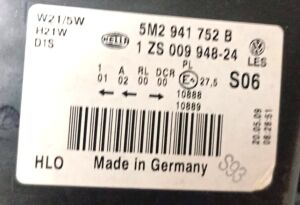 W21/5W
H21W
D1S
HELLA
5M2 941 752 B
1 ZS 009 948-24
LES
PL
1 A RL DCR E4 27,5 S06
01 02 00 00
10888
10889
20.05.09
08:28:51
HLO Made in Germany
S93